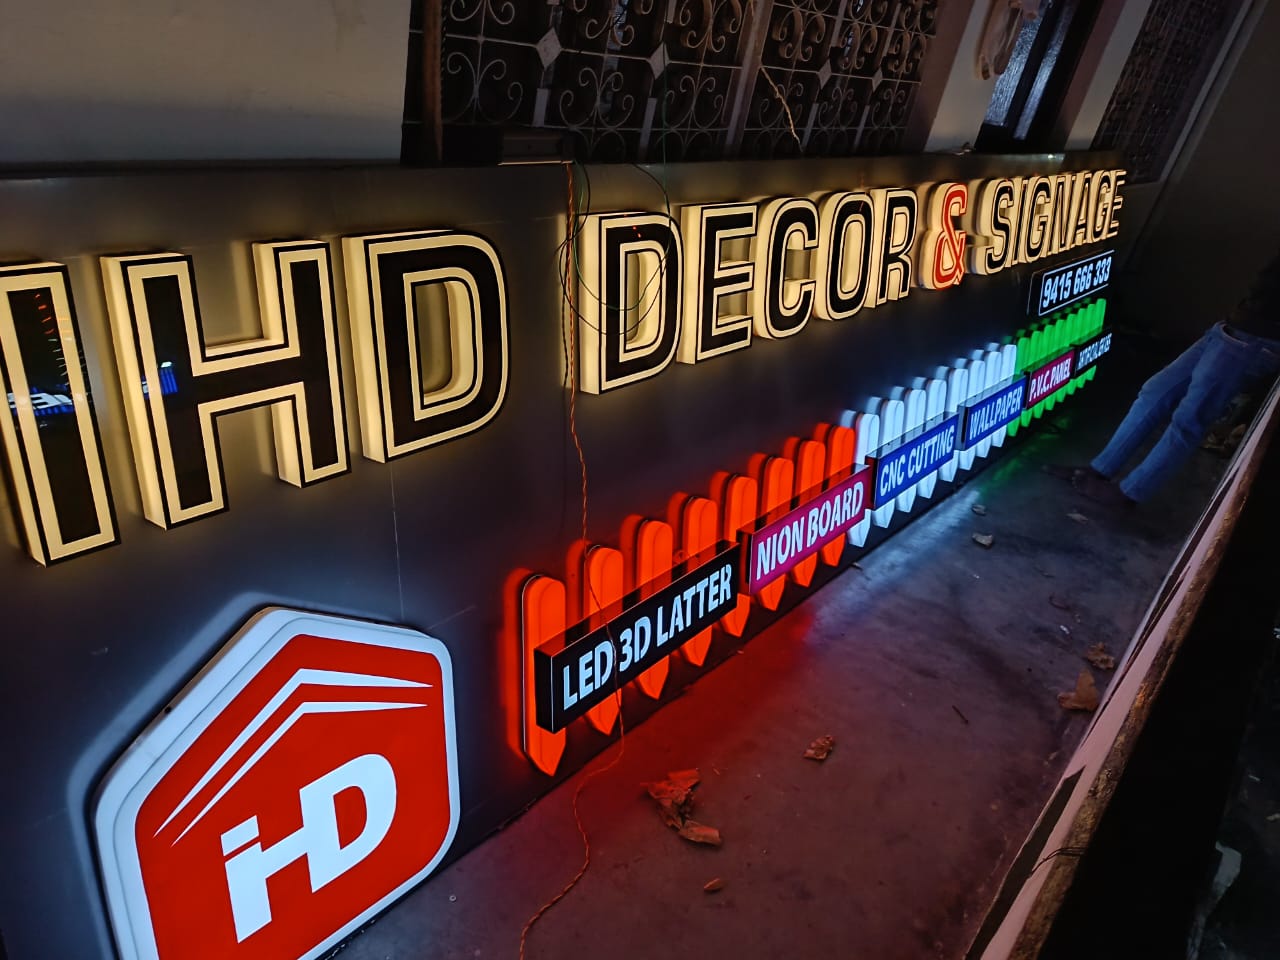 IHD DECOR & SIGNAGE
9415 666 333
LED 3D LATTER
NION BOARD
CNC CUTTING
WALLPAPER
P.V.C. PANEL
iHD